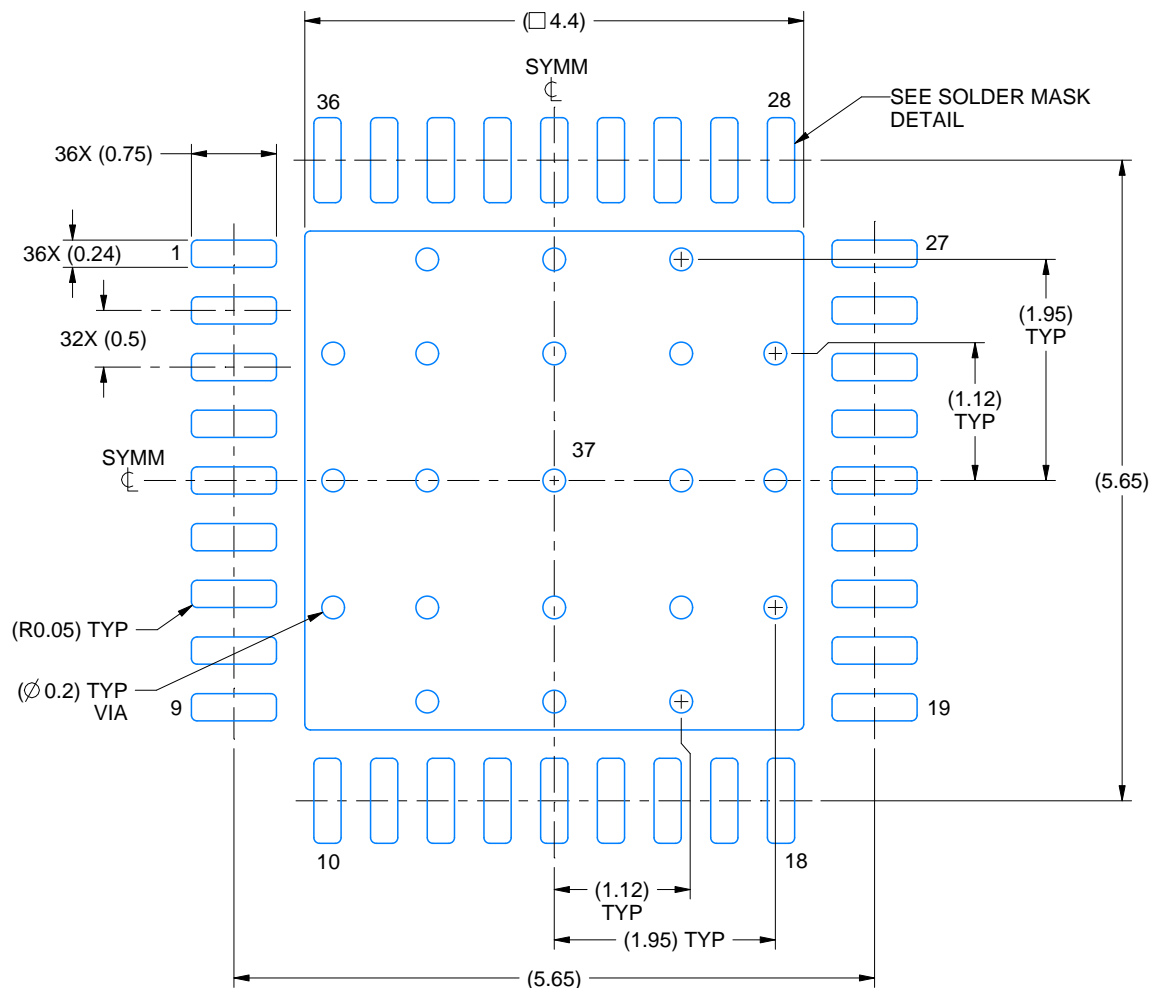 (□ 4.4)
SYMM
℄
36
28
SEE SOLDER MASK
DETAIL
36X (0.75)
36X (0.24)
1
27
32X (0.5)
(1.95)
TYP
(1.12)
TYP
SYMM
℄
37
(5.65)
(R0.05) TYP
(∅ 0.2) TYP
VIA
9
19
10
18
(1.12)
TYP
(1.95) TYP
(5.65)